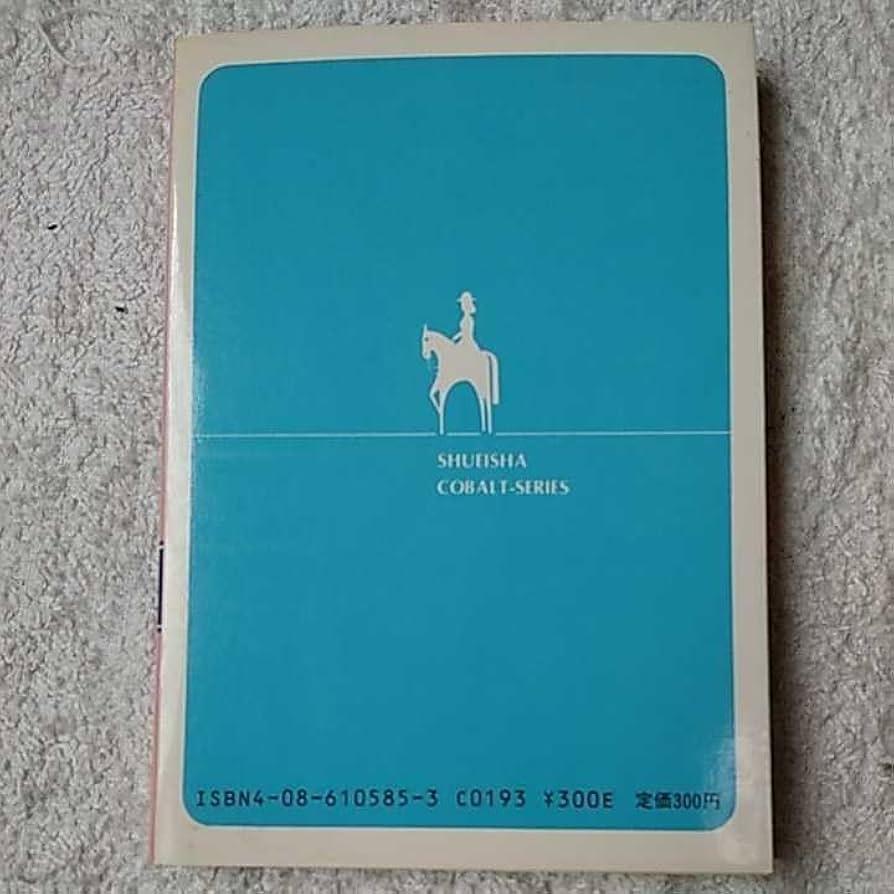 SHUEISHA
COBALT-SERIES
ISBN4-08-610585-3 C0193 ¥300E 定価300円